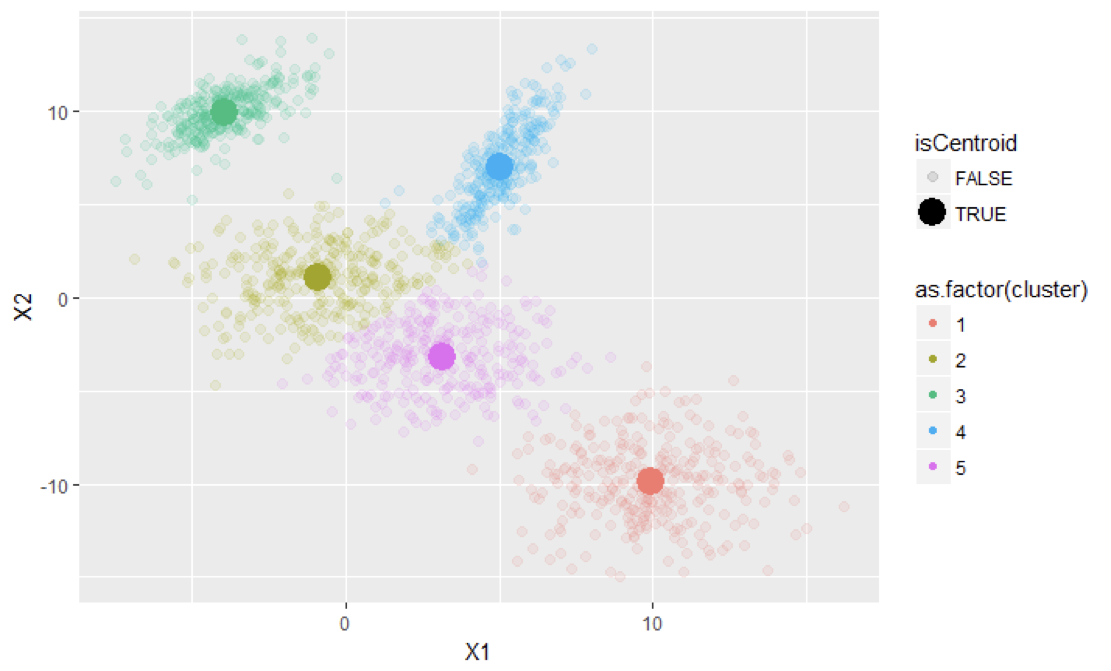 X2
10
0
-10
0
10
X1
isCentroid
FALSE
TRUE
as.factor(cluster)
1
2
3
4
5